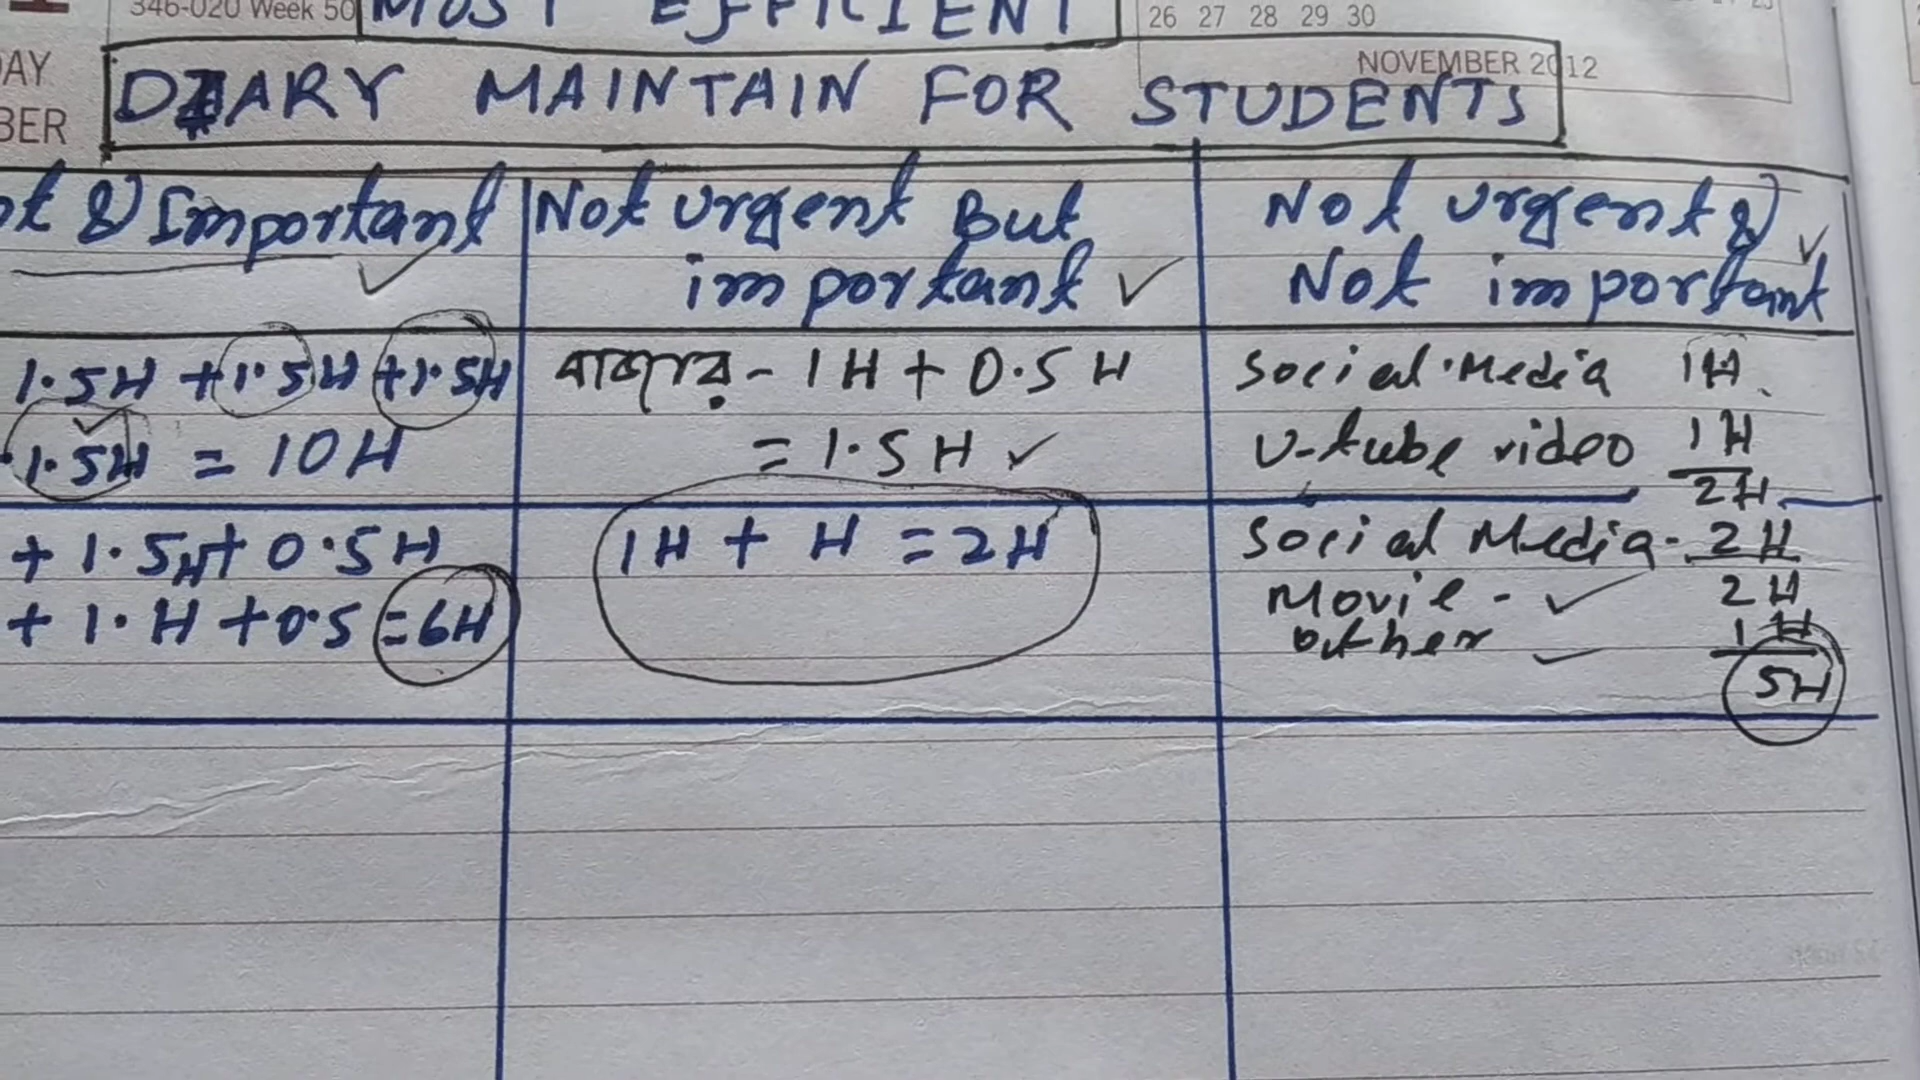 346-020 Week 50
MOST EFFICIENT
26 27 28 29 30
NOVEMBER 2012
DIARY MAINTAIN FOR STUDENTS
& Important
Not urgent But
important
Not urgent &
Not important
1.5H + 1.5H + 1.5H
1.5H = 10H
বাজার - 1H + 0.5H
= 1.5H
Social Media 1H
U-tube video 1H
2H
+ 1.5H + 0.5H
+ 1.H + 0.5 = 6H
1H + H = 2H
Social Media - 2H
Movie - 2H
other 1H
5H